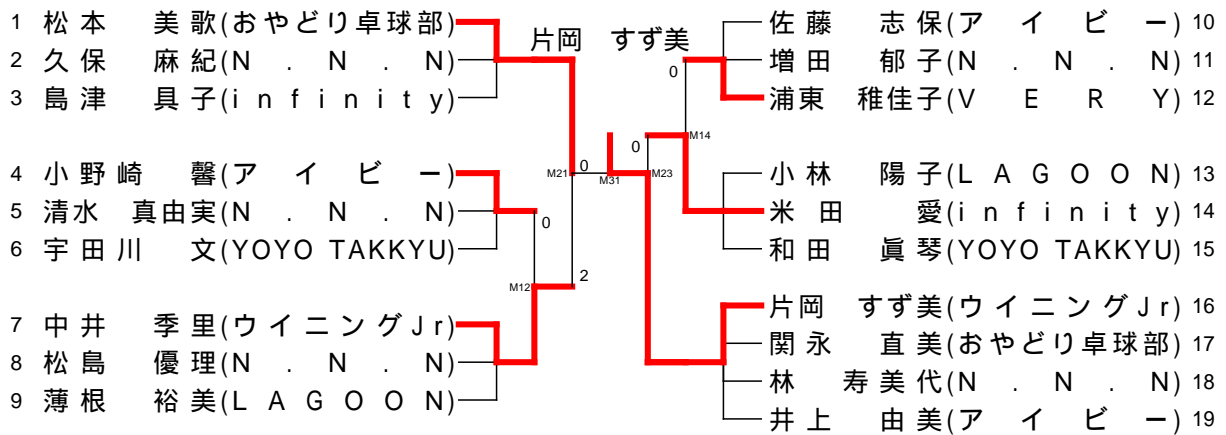 片岡 すず美
1 松本 美歌(おやどり卓球部)
2 久保 麻紀(N.N.N)
3 島津 具子(infinity)
4 小野崎 馨(アイビー)
5 清水 真由実(N.N.N)
6 宇田川 文(YOYO TAKKYU)
7 中井 季里(ウイニングJr)
8 松島 優理(N.N.N)
9 薄根 裕美(LAGOON)
0
M12
M21
0
2
M31
0
M23
0
M14
佐藤 志保(アイビー) 10
増田 郁子(N.N.N) 11
浦東 稚佳子(VERY) 12
小林 陽子(LAGOON) 13
米田 愛(infinity) 14
和田 眞琴(YOYO TAKKYU) 15
片岡 すず美(ウイニングJr) 16
関永 直美(おやどり卓球部) 17
林 寿美代(N.N.N) 18
井上 由美(アイビー) 19